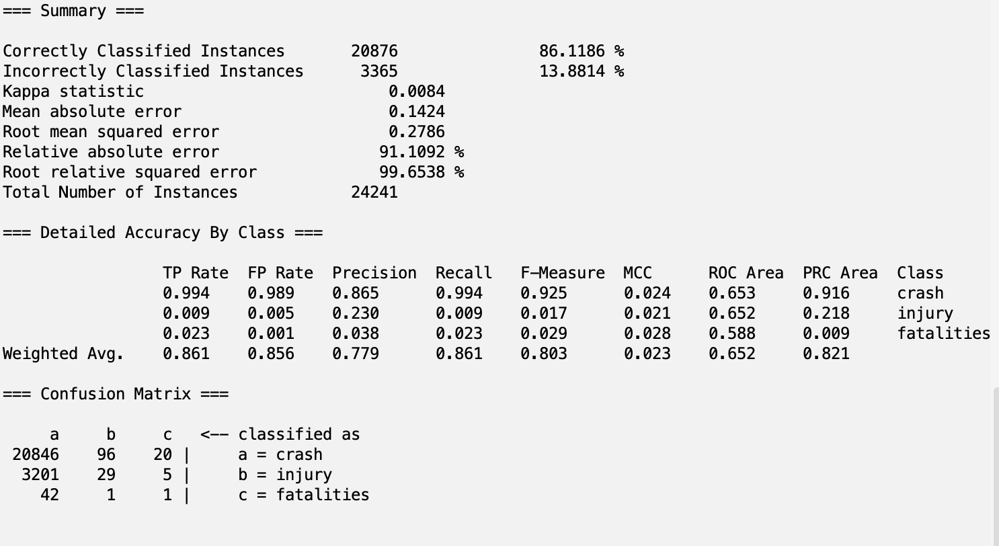 === Summary ===
Correctly Classified Instances 20876 86.1186 %
Incorrectly Classified Instances 3365 13.8814 %
Kappa statistic 0.0084
Mean absolute error 0.1424
Root mean squared error 0.2786
Relative absolute error 91.1092 %
Root relative squared error 99.6538 %
Total Number of Instances 24241
=== Detailed Accuracy By Class ===
TP Rate FP Rate Precision Recall F-Measure MCC ROC Area PRC Area Class
0.994 0.989 0.865 0.994 0.925 0.024 0.653 0.916 crash
0.009 0.005 0.230 0.009 0.017 0.021 0.652 0.218 injury
0.023 0.001 0.038 0.023 0.029 0.028 0.588 0.009 fatalities
Weighted Avg. 0.861 0.856 0.779 0.861 0.803 0.023 0.652 0.821
=== Confusion Matrix ===
a b c <-- classified as
20846 96 20 | a = crash
3201 29 5 | b = injury
42 1 1 | c = fatalities